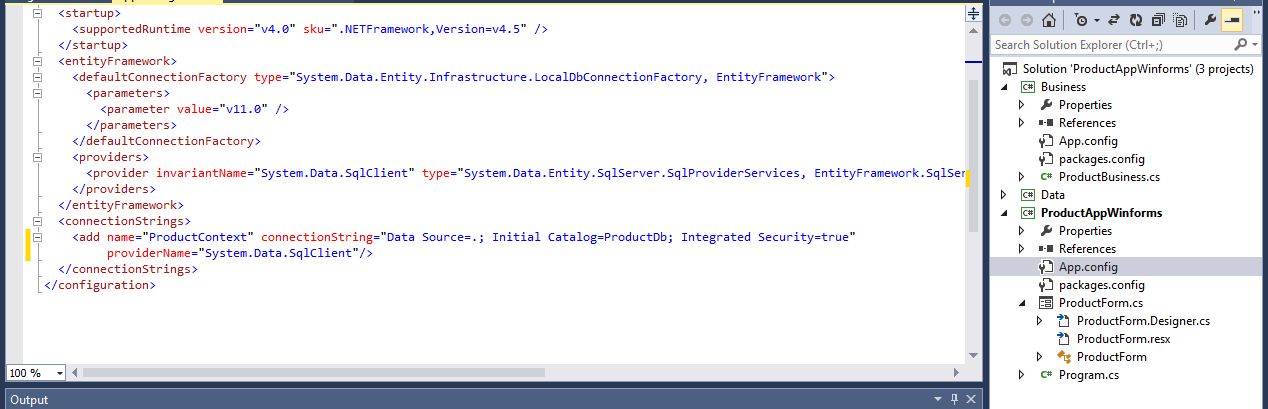 <startup>
<supportedRuntime version="v4.0" sku=".NETFramework,Version=v4.5" />
</startup>
<entityFramework>
<defaultConnectionFactory type="System.Data.Entity.Infrastructure.LocalDbConnectionFactory, EntityFramework">
<parameters>
<parameter value="v11.0" />
</parameters>
</defaultConnectionFactory>
<providers>
<provider invariantName="System.Data.SqlClient" type="System.Data.Entity.SqlServer.SqlProviderServices, EntityFramework.SqlSer
</providers>
</entityFramework>
<connectionStrings>
<add name="ProductContext" connectionString="Data Source=.; Initial Catalog=ProductDb; Integrated Security=true"
providerName="System.Data.SqlClient"/>
</connectionStrings>
</configuration>
100 %
Output
Search Solution Explorer (Ctrl+;)
Solution 'ProductAppWinforms' (3 projects)
C# Business
Properties
References
App.config
packages.config
C# ProductBusiness.cs
C# Data
C# ProductAppWinforms
Properties
References
App.config
packages.config
ProductForm.cs
ProductForm.Designer.cs
ProductForm.resx
ProductForm
C# Program.cs